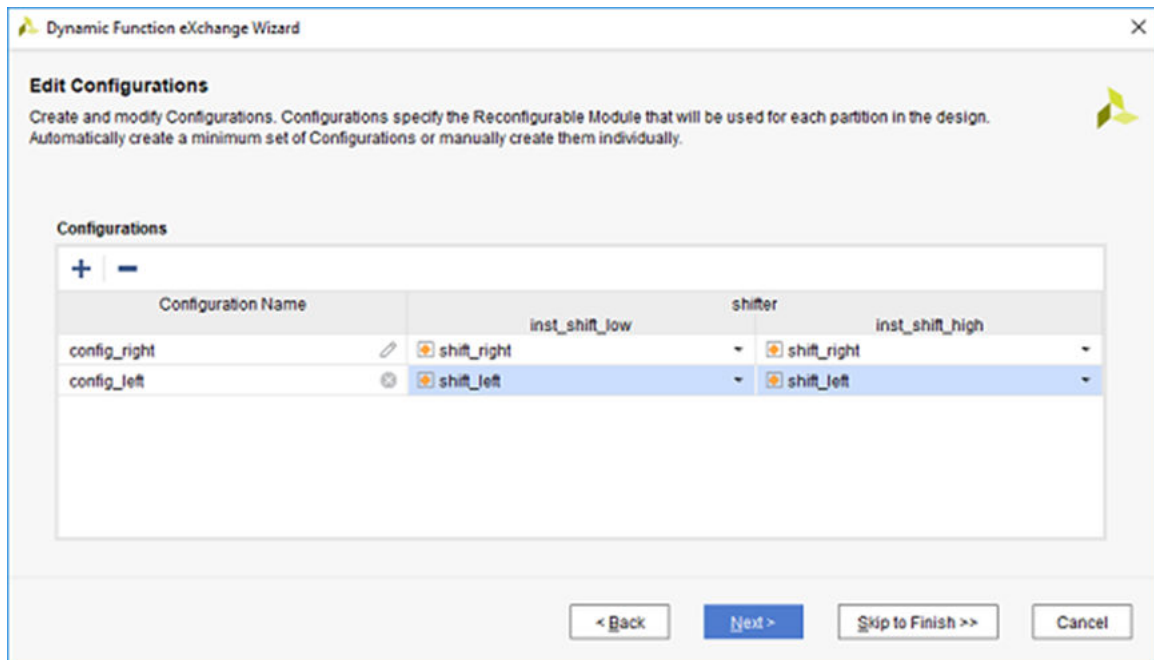 Dynamic Function eXchange Wizard
Edit Configurations
Create and modify Configurations. Configurations specify the Reconfigurable Module that will be used for each partition in the design.
Automatically create a minimum set of Configurations or manually create them individually.
Configurations
Configuration Name shifter
inst_shift_low inst_shift_high
config_right shift_right shift_right
config_left shift_left shift_left
< Back Next > Skip to Finish >> Cancel